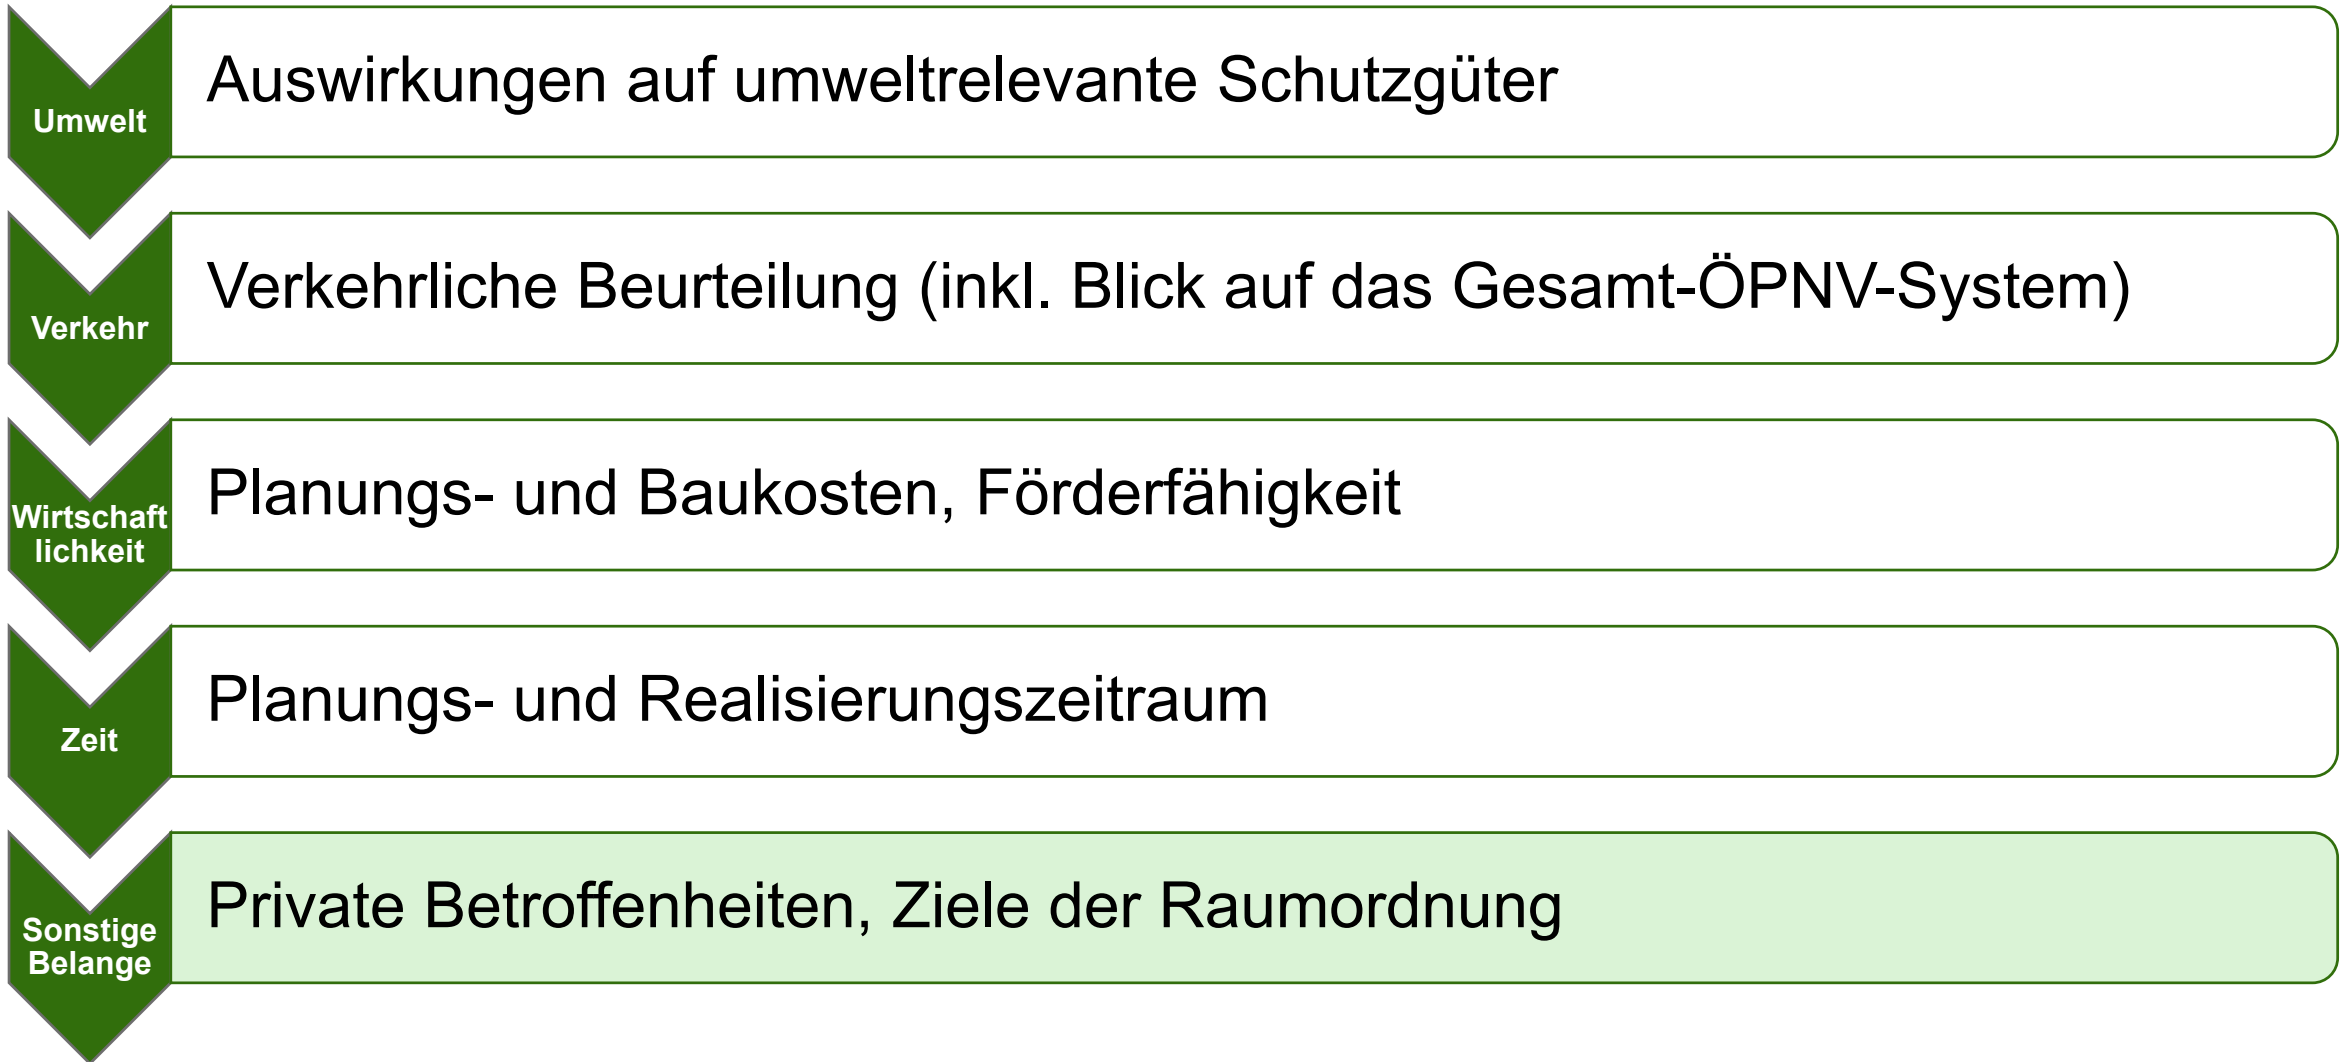 Umwelt
Auswirkungen auf umweltrelevante Schutzgüter
Verkehr
Verkehrliche Beurteilung (inkl. Blick auf das Gesamt-ÖPNV-System)
Wirtschaft
lichkeit
Planungs- und Baukosten, Förderfähigkeit
Zeit
Planungs- und Realisierungszeitraum
Sonstige
Belange
Private Betroffenheiten, Ziele der Raumordnung